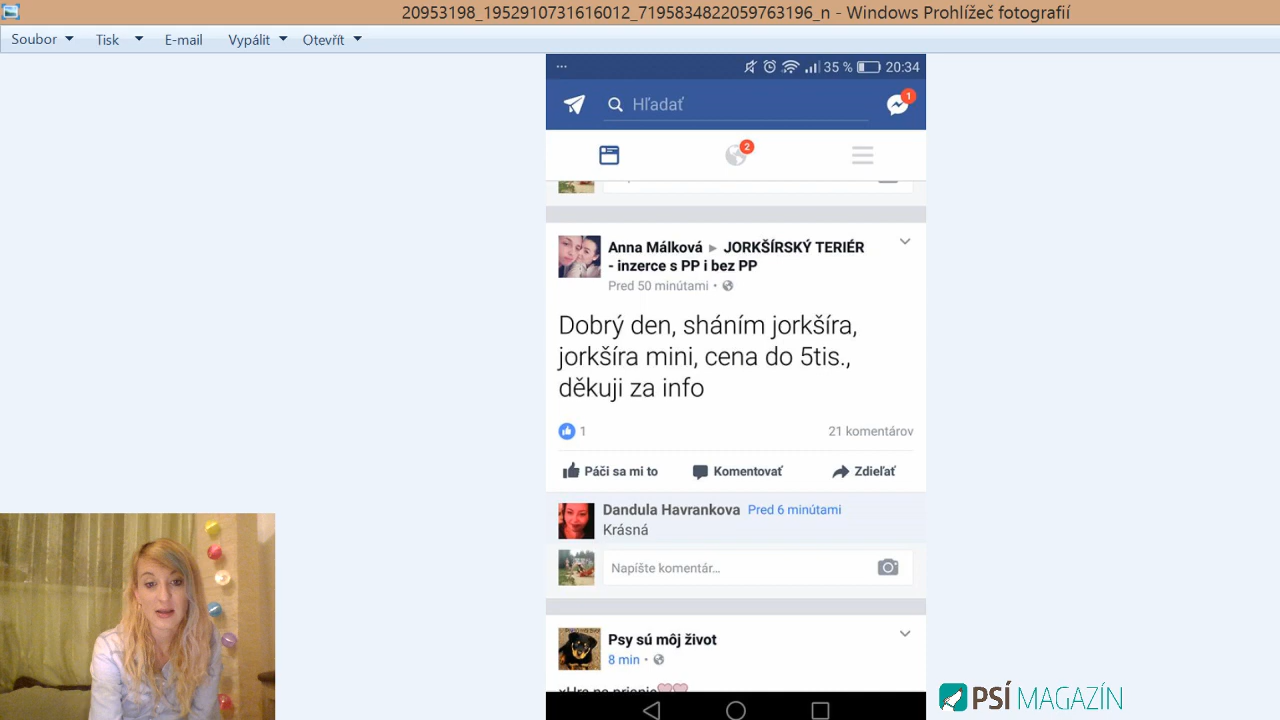 20953198_1952910731616012_7195834822059763196_n - Windows Prohlížeč fotografií
Soubor Tisk E-mail Vypálit Otevřít
... 35 % 20:34
Hľadať 1
2
Anna Málková ▸ JORKŠÍRSKÝ TERIÉR
- inzerce s PP i bez PP
Pred 50 minútami •
Dobrý den, sháním jorkšíra,
jorkšíra mini, cena do 5tis.,
děkuji za info
1 21 komentárov
Páči sa mi to Komentovať Zdieľať
Dandula Havrankova Pred 6 minútami
Krásná
Napíšte komentár...
Psy sú môj život
8 min •
PSÍ MAGAZÍN